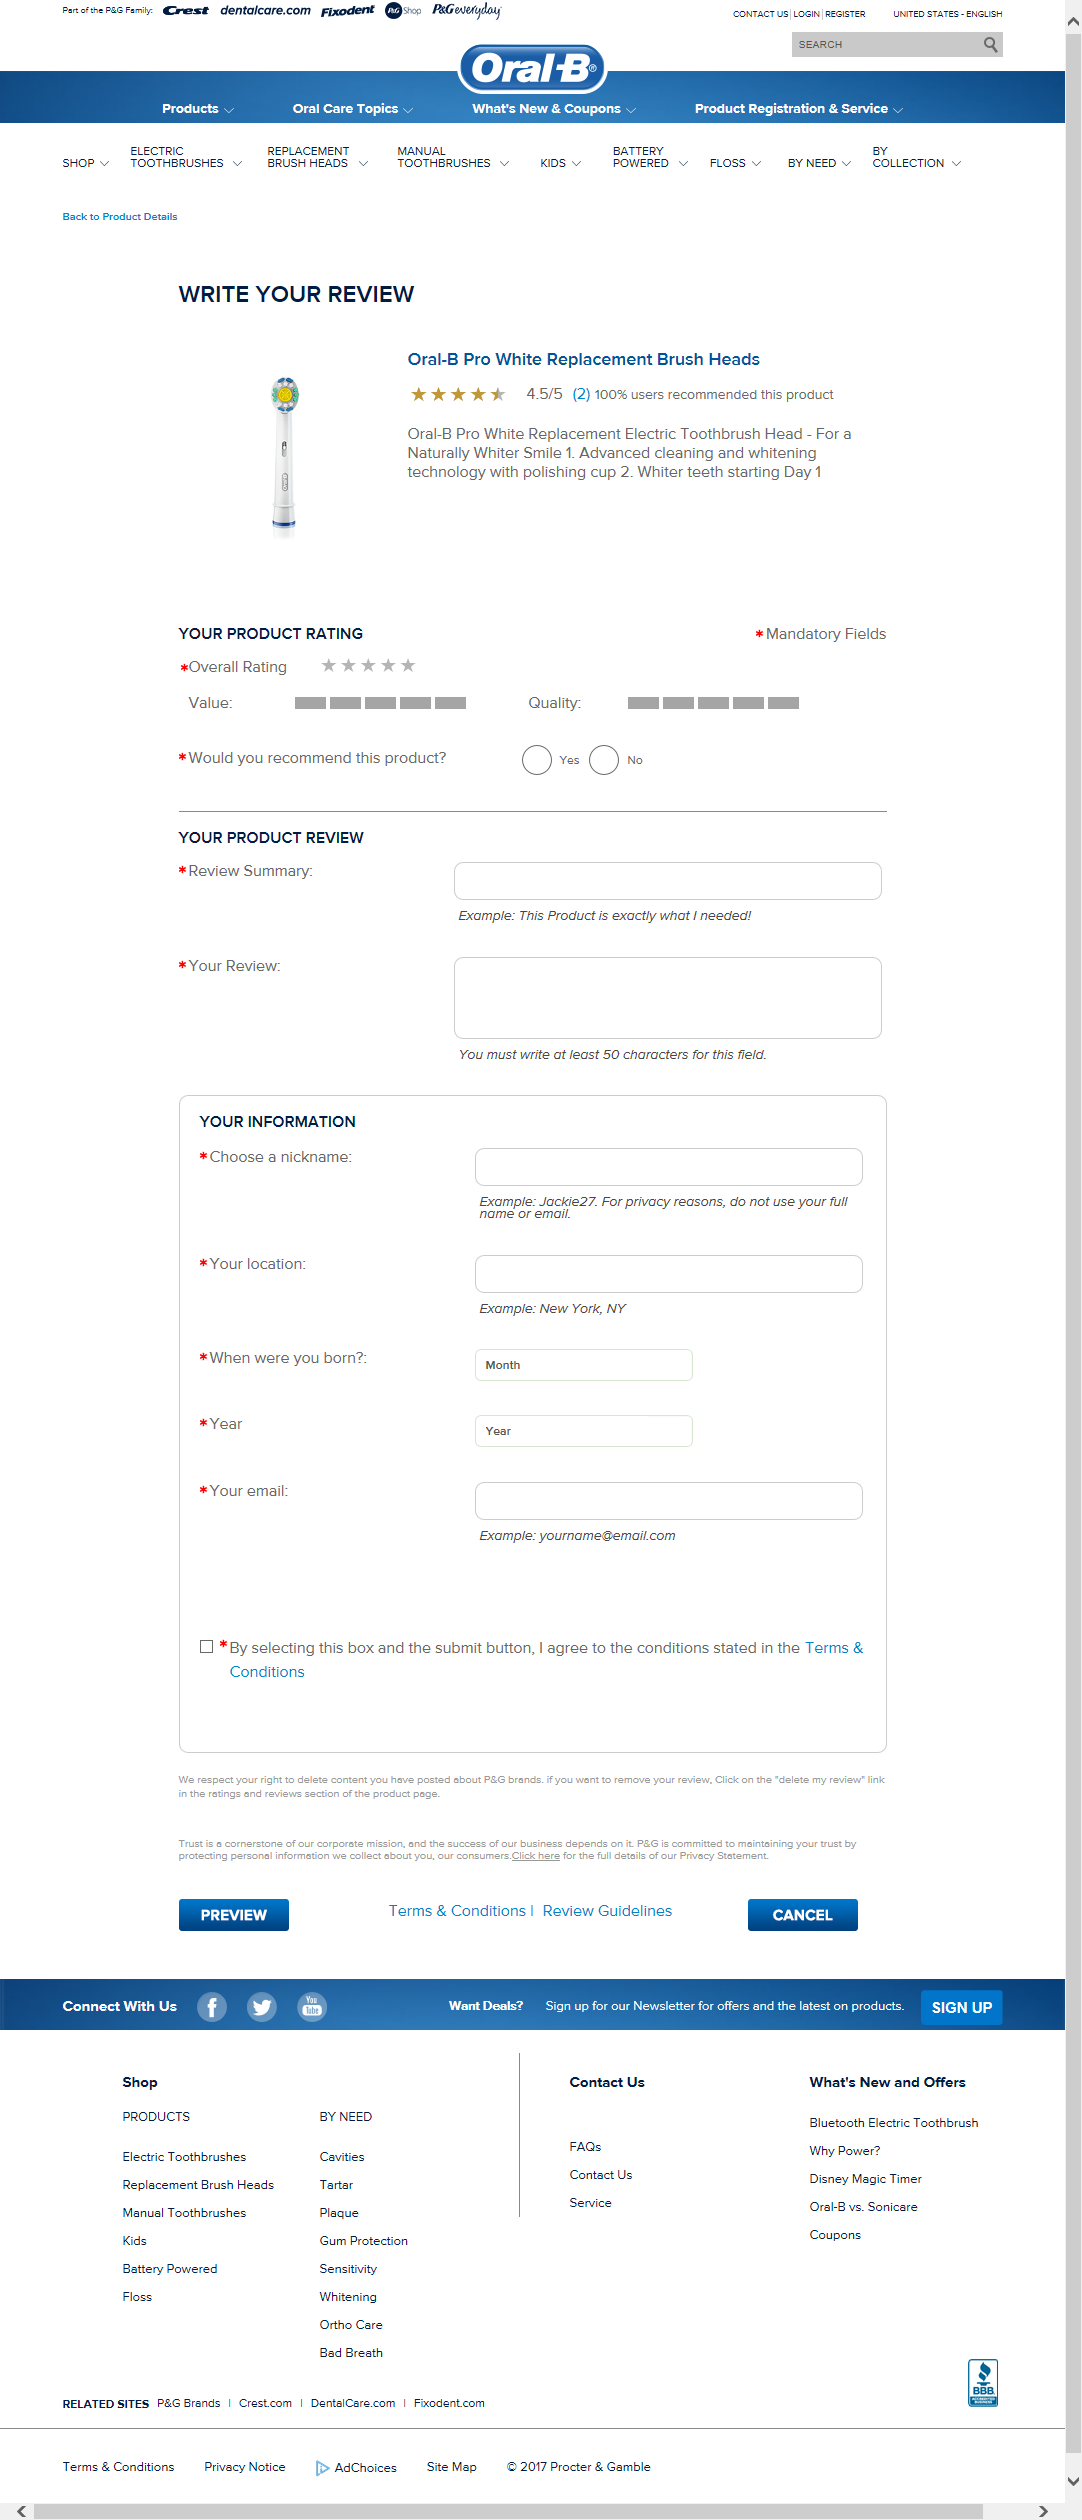 Part of the P&G Family: Crest dentalcare.com Fixodent P&G Shop P&G everyday
CONTACT US | LOGIN | REGISTER UNITED STATES - ENGLISH
SEARCH
Oral-B®
Products Oral Care Topics What's New & Coupons Product Registration & Service
SHOP ELECTRIC TOOTHBRUSHES REPLACEMENT BRUSH HEADS MANUAL TOOTHBRUSHES KIDS BATTERY POWERED FLOSS BY NEED BY COLLECTION
Back to Product Details
WRITE YOUR REVIEW
Oral-B Pro White Replacement Brush Heads
4.5/5 (2) 100% users recommended this product
Oral-B Pro White Replacement Electric Toothbrush Head - For a
Naturally Whiter Smile 1. Advanced cleaning and whitening
technology with polishing cup 2. Whiter teeth starting Day 1
YOUR PRODUCT RATING *Mandatory Fields
*Overall Rating
Value: Quality:
*Would you recommend this product? Yes No
YOUR PRODUCT REVIEW
*Review Summary:
Example: This Product is exactly what I needed!
*Your Review:
You must write at least 50 characters for this field.
YOUR INFORMATION
*Choose a nickname:
Example: Jackie27. For privacy reasons, do not use your full
name or email.
*Your location:
Example: New York, NY
*When were you born?: Month
*Year Year
*Your email:
Example: yourname@email.com
*By selecting this box and the submit button, I agree to the conditions stated in the Terms &
Conditions
We respect your right to delete content you have posted about P&G brands. if you want to remove your review, Click on the "delete my review" link
in the ratings and reviews section of the product page.
Trust is a cornerstone of our corporate mission, and the success of our business depends on it. P&G is committed to maintaining your trust by
protecting personal information we collect about you, our consumers.Click here for the full details of our Privacy Statement.
PREVIEW Terms & Conditions | Review Guidelines CANCEL
Connect With Us You Tube Want Deals? Sign up for our Newsletter for offers and the latest on products. SIGN UP
Shop Contact Us What's New and Offers
PRODUCTS BY NEED
Electric Toothbrushes
Replacement Brush Heads
Manual Toothbrushes
Kids
Battery Powered
Floss
Cavities
Tartar
Plaque
Gum Protection
Sensitivity
Whitening
Ortho Care
Bad Breath
FAQs
Contact Us
Service
Bluetooth Electric Toothbrush
Why Power?
Disney Magic Timer
Oral-B vs. Sonicare
Coupons
BBB
ACCREDITED BUSINESS
RELATED SITES P&G Brands | Crest.com | DentalCare.com | Fixodent.com
Terms & Conditions Privacy Notice AdChoices Site Map © 2017 Procter & Gamble